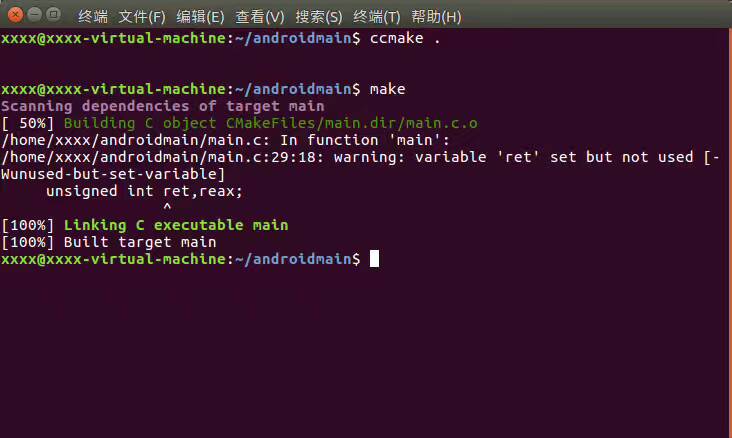 终端 文件(F) 编辑(E) 查看(V) 搜索(S) 终端(T) 帮助(H)
xxxx@xxxx-virtual-machine:~/androidmain$ ccmake .
xxxx@xxxx-virtual-machine:~/androidmain$ make
Scanning dependencies of target main
[ 50%] Building C object CMakeFiles/main.dir/main.c.o
/home/xxxx/androidmain/main.c: In function 'main':
/home/xxxx/androidmain/main.c:29:18: warning: variable 'ret' set but not used [-
Wunused-but-set-variable]
     unsigned int ret,reax;
                  ^
[100%] Linking C executable main
[100%] Built target main
xxxx@xxxx-virtual-machine:~/androidmain$